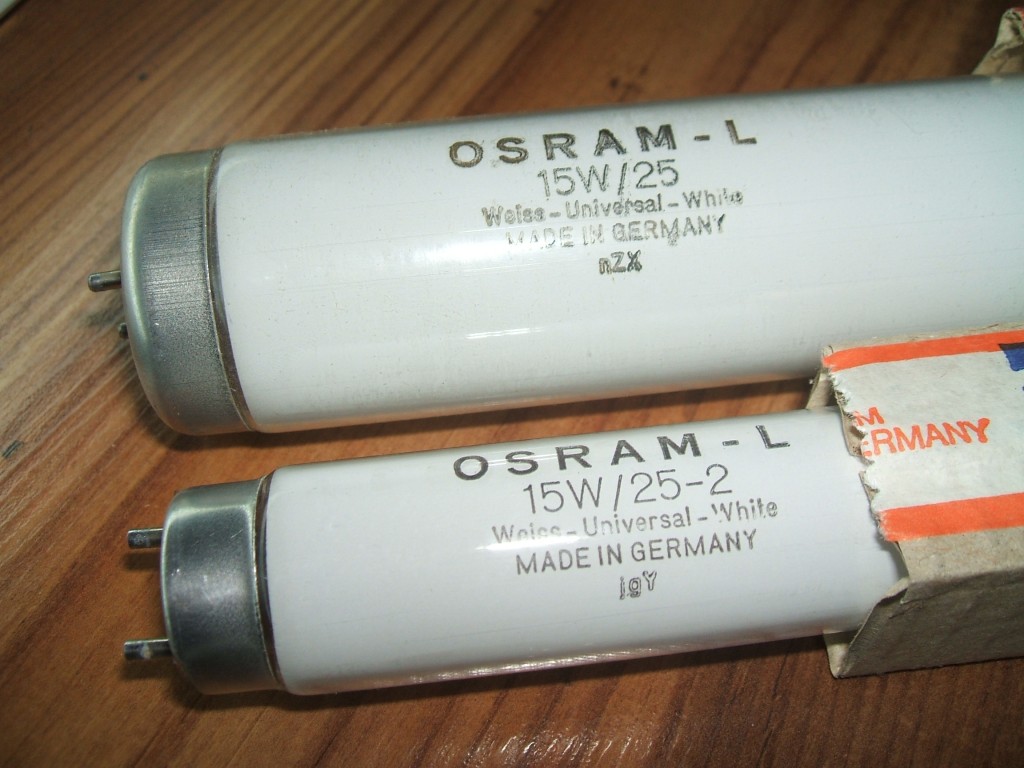 OSRAM - L
15W/25
Weiss - Universal - White
MADE IN GERMANY
nZX
OSRAM - L
15W/25-2
Weiss - Universal - White
MADE IN GERMANY
IgY
M
ERMANY